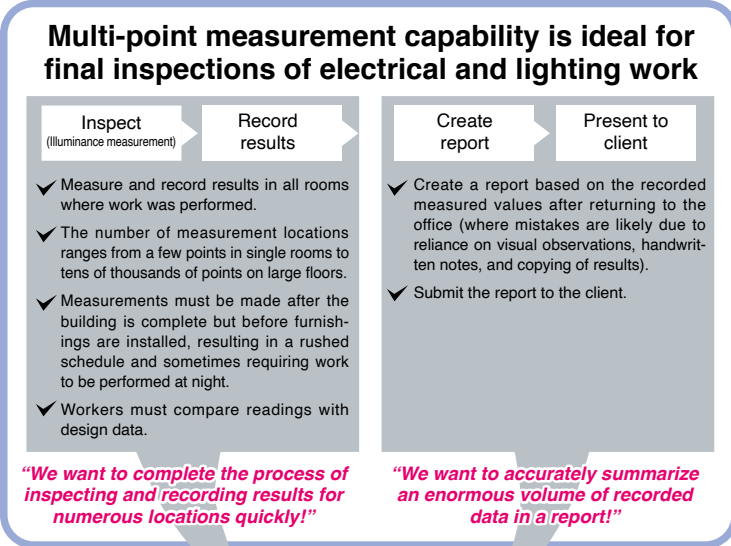 Multi-point measurement capability is ideal for
final inspections of electrical and lighting work
Inspect
(Illuminance measurement)
Record
results
✓ Measure and record results in all rooms
where work was performed.
✓ The number of measurement locations
ranges from a few points in single rooms to
tens of thousands of points on large floors.
✓ Measurements must be made after the
building is complete but before furnish-
ings are installed, resulting in a rushed
schedule and sometimes requiring work
to be performed at night.
✓ Workers must compare readings with
design data.
“We want to complete the process of
inspecting and recording results for
numerous locations quickly!”
Create
report
Present to
client
✓ Create a report based on the recorded
measured values after returning to the
office (where mistakes are likely due to
reliance on visual observations, handwrit-
ten notes, and copying of results).
✓ Submit the report to the client.
“We want to accurately summarize
an enormous volume of recorded
data in a report!”